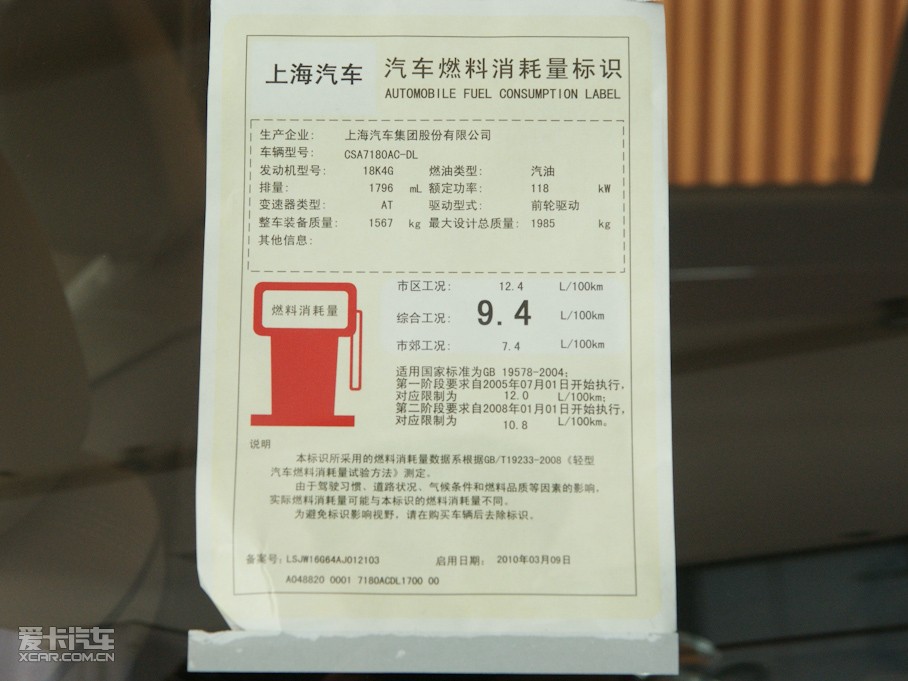 上海汽车 汽车燃料消耗量标识
AUTOMOBILE FUEL CONSUMPTION LABEL
生产企业: 上海汽车集团股份有限公司
车辆型号: CSA7180AC-DL
发动机型号: 18K4G 燃油类型: 汽油
排量: 1796 mL 额定功率: 118 kW
变速器类型: AT 驱动型式: 前轮驱动
整车装备质量: 1567 kg 最大设计总质量: 1985 kg
其他信息:
燃料消耗量
市区工况: 12.4 L/100km
综合工况: 9.4 L/100km
市郊工况: 7.4 L/100km
适用国家标准为GB 19578-2004;
第一阶段要求自2005年07月01日开始执行,
对应限制为 12.0 L/100km;
第二阶段要求自2008年01月01日开始执行,
对应限制为 10.8 L/100km。
说明
本标识所采用的燃料消耗量数据系根据GB/T19233-2008《轻型
汽车燃料消耗量试验方法》测定。
由于驾驶习惯、道路状况、气候条件和燃料品质等因素的影响,
实际燃料消耗量可能与本标识的燃料消耗量不同。
为避免标识影响视野,请在购买车辆后去除标识。
备案号: LSJW16G64AJ012103 启用日期: 2010年03月09日
A048820 0001 7180ACDL1700 00
爱卡汽车
XCAR.COM.CN